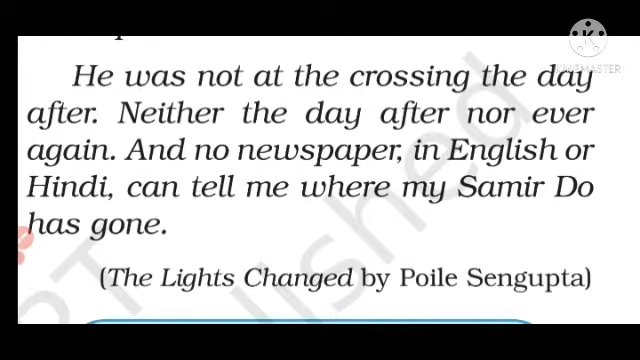 KINEMASTER
He was not at the crossing the day
after. Neither the day after nor ever
again. And no newspaper, in English or
Hindi, can tell me where my Samir Do
has gone.
(The Lights Changed by Poile Sengupta)